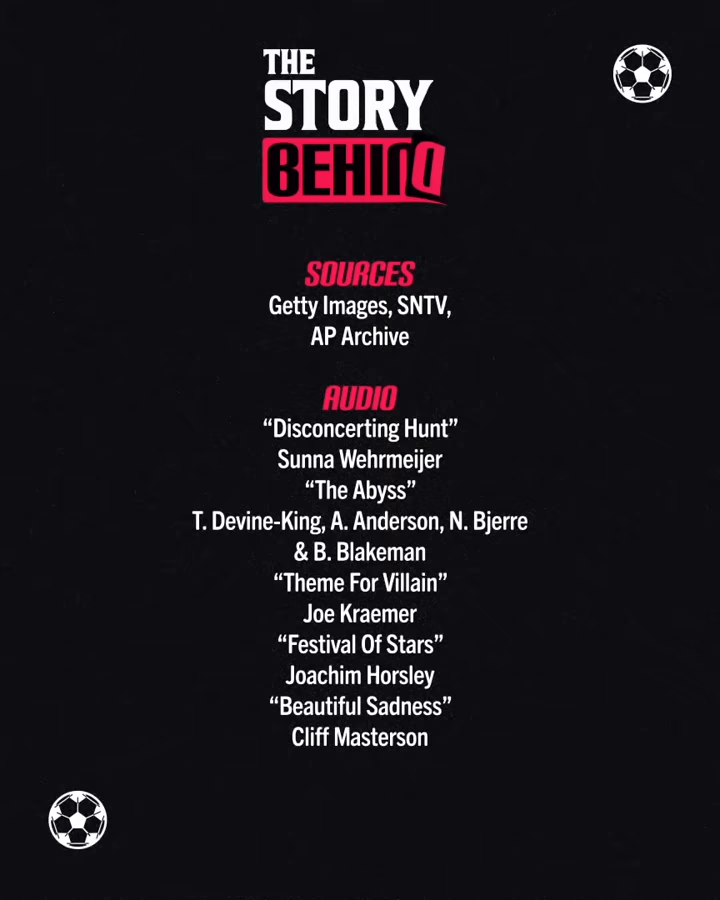 THE
STORY
BEHIND
SOURCES
Getty Images, SNTV,
AP Archive
AUDIO
“Disconcerting Hunt”
Sunna Wehrmeijer
“The Abyss”
T. Devine-King, A. Anderson, N. Bjerre
& B. Blakeman
“Theme For Villain”
Joe Kraemer
“Festival Of Stars”
Joachim Horsley
“Beautiful Sadness”
Cliff Masterson